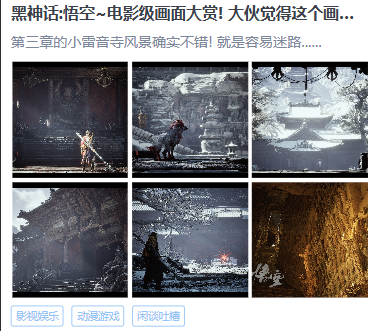 黑神话:悟空~电影级画面大赏! 大伙觉得这个画...
第三章的小雷音寺风景确实不错! 就是容易迷路......
悟空
影视娱乐 动漫游戏 闲谈吐槽